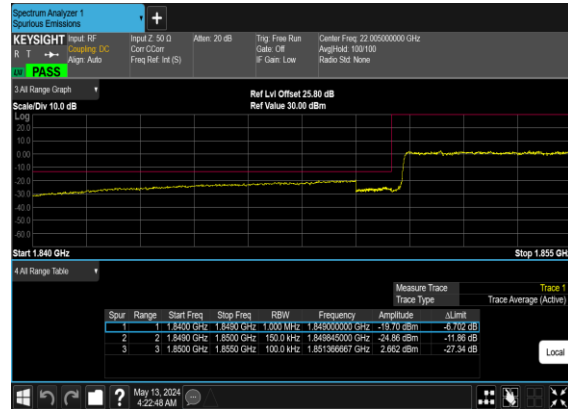 Spectrum Analyzer 1
Spurious Emissions
KEYSIGHT Input: RF Input Z: 50 Ω Atten: 20 dB Trig: Free Run Center Freq: 22.005000000 GHz
R T Coupling: DC Corr CCorr Gate: Off Avg|Hold: 100/100
Align: Auto Freq Ref: Int (S) IF Gain: Low Radio Std: None
LW PASS
3 All Range Graph
Ref Lvl Offset 25.80 dB
Scale/Div 10.0 dB Ref Value 30.00 dBm
Log
20.0
10.0
0.00
-10.0
-20.0
-30.0
-40.0
-50.0
-60.0
Start 1.840 GHz Stop 1.855 GHz
4 All Range Table
Measure Trace Trace 1
Trace Type Trace Average (Active)
Spur Range Start Freq Stop Freq RBW Frequency Amplitude ΔLimit
1 1 1.8400 GHz 1.8490 GHz 1.000 MHz 1.849000000 GHz -19.70 dBm -6.702 dB
2 2 1.8490 GHz 1.8500 GHz 150.0 kHz 1.849845000 GHz -24.86 dBm -11.86 dB
3 3 1.8500 GHz 1.8550 GHz 100.0 kHz 1.851366667 GHz 2.662 dBm -27.34 dB
Local
? May 13, 2024
4:22:48 AM